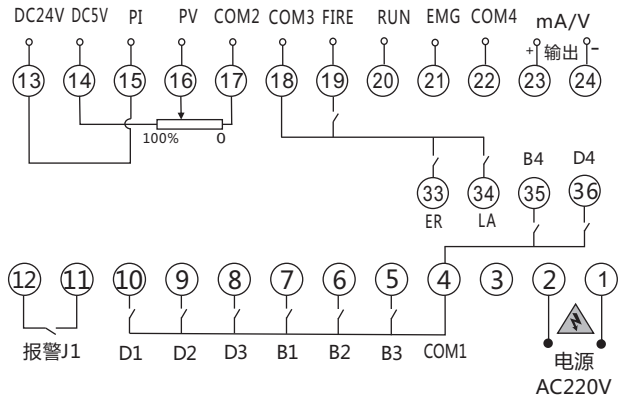 DC24V DC5V PI PV COM2 COM3 FIRE RUN EMG COM4 mA/V
+ 输出 -
13 14 15 16 17 18 19 20 21 22 23 24
100% 0
B4 D4
33 34 35 36
ER LA
12 11 10 9 8 7 6 5 4 3 2 1
报警J1 D1 D2 D3 B1 B2 B3 COM1
电源
AC220V